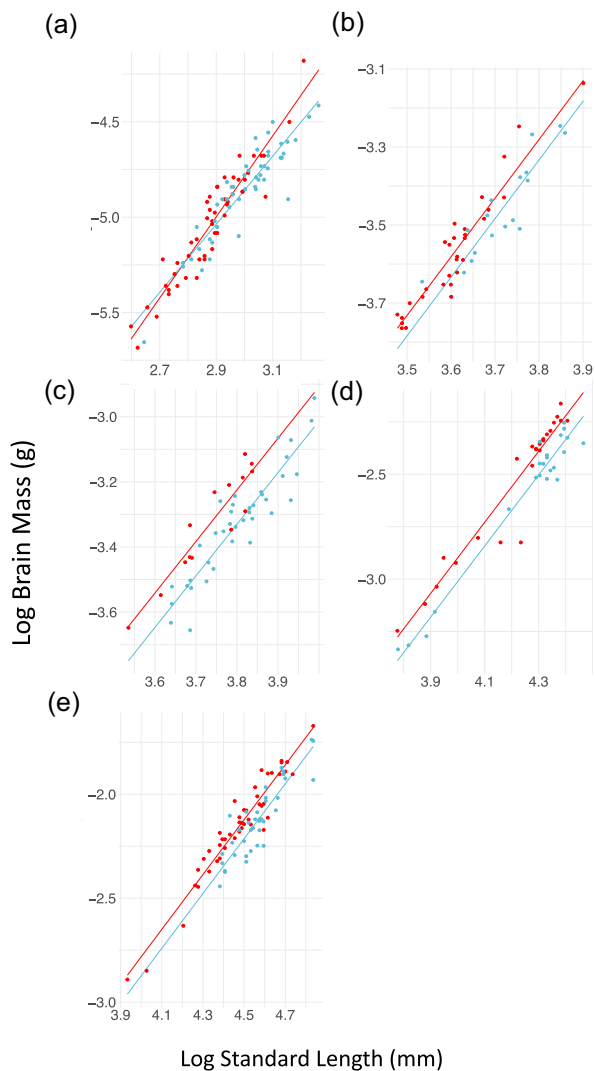 (a)
(b)
−4.5
−5.0
−5.5
2.7 2.9 3.1
−3.1
−3.3
−3.5
−3.7
3.5 3.6 3.7 3.8 3.9
(c)
(d)
−3.0
−3.2
−3.4
−3.6
3.6 3.7 3.8 3.9
−2.5
−3.0
3.9 4.1 4.3
(e)
−2.0
−2.5
−3.0
3.9 4.1 4.3 4.5 4.7
Log Brain Mass (g)
Log Standard Length (mm)